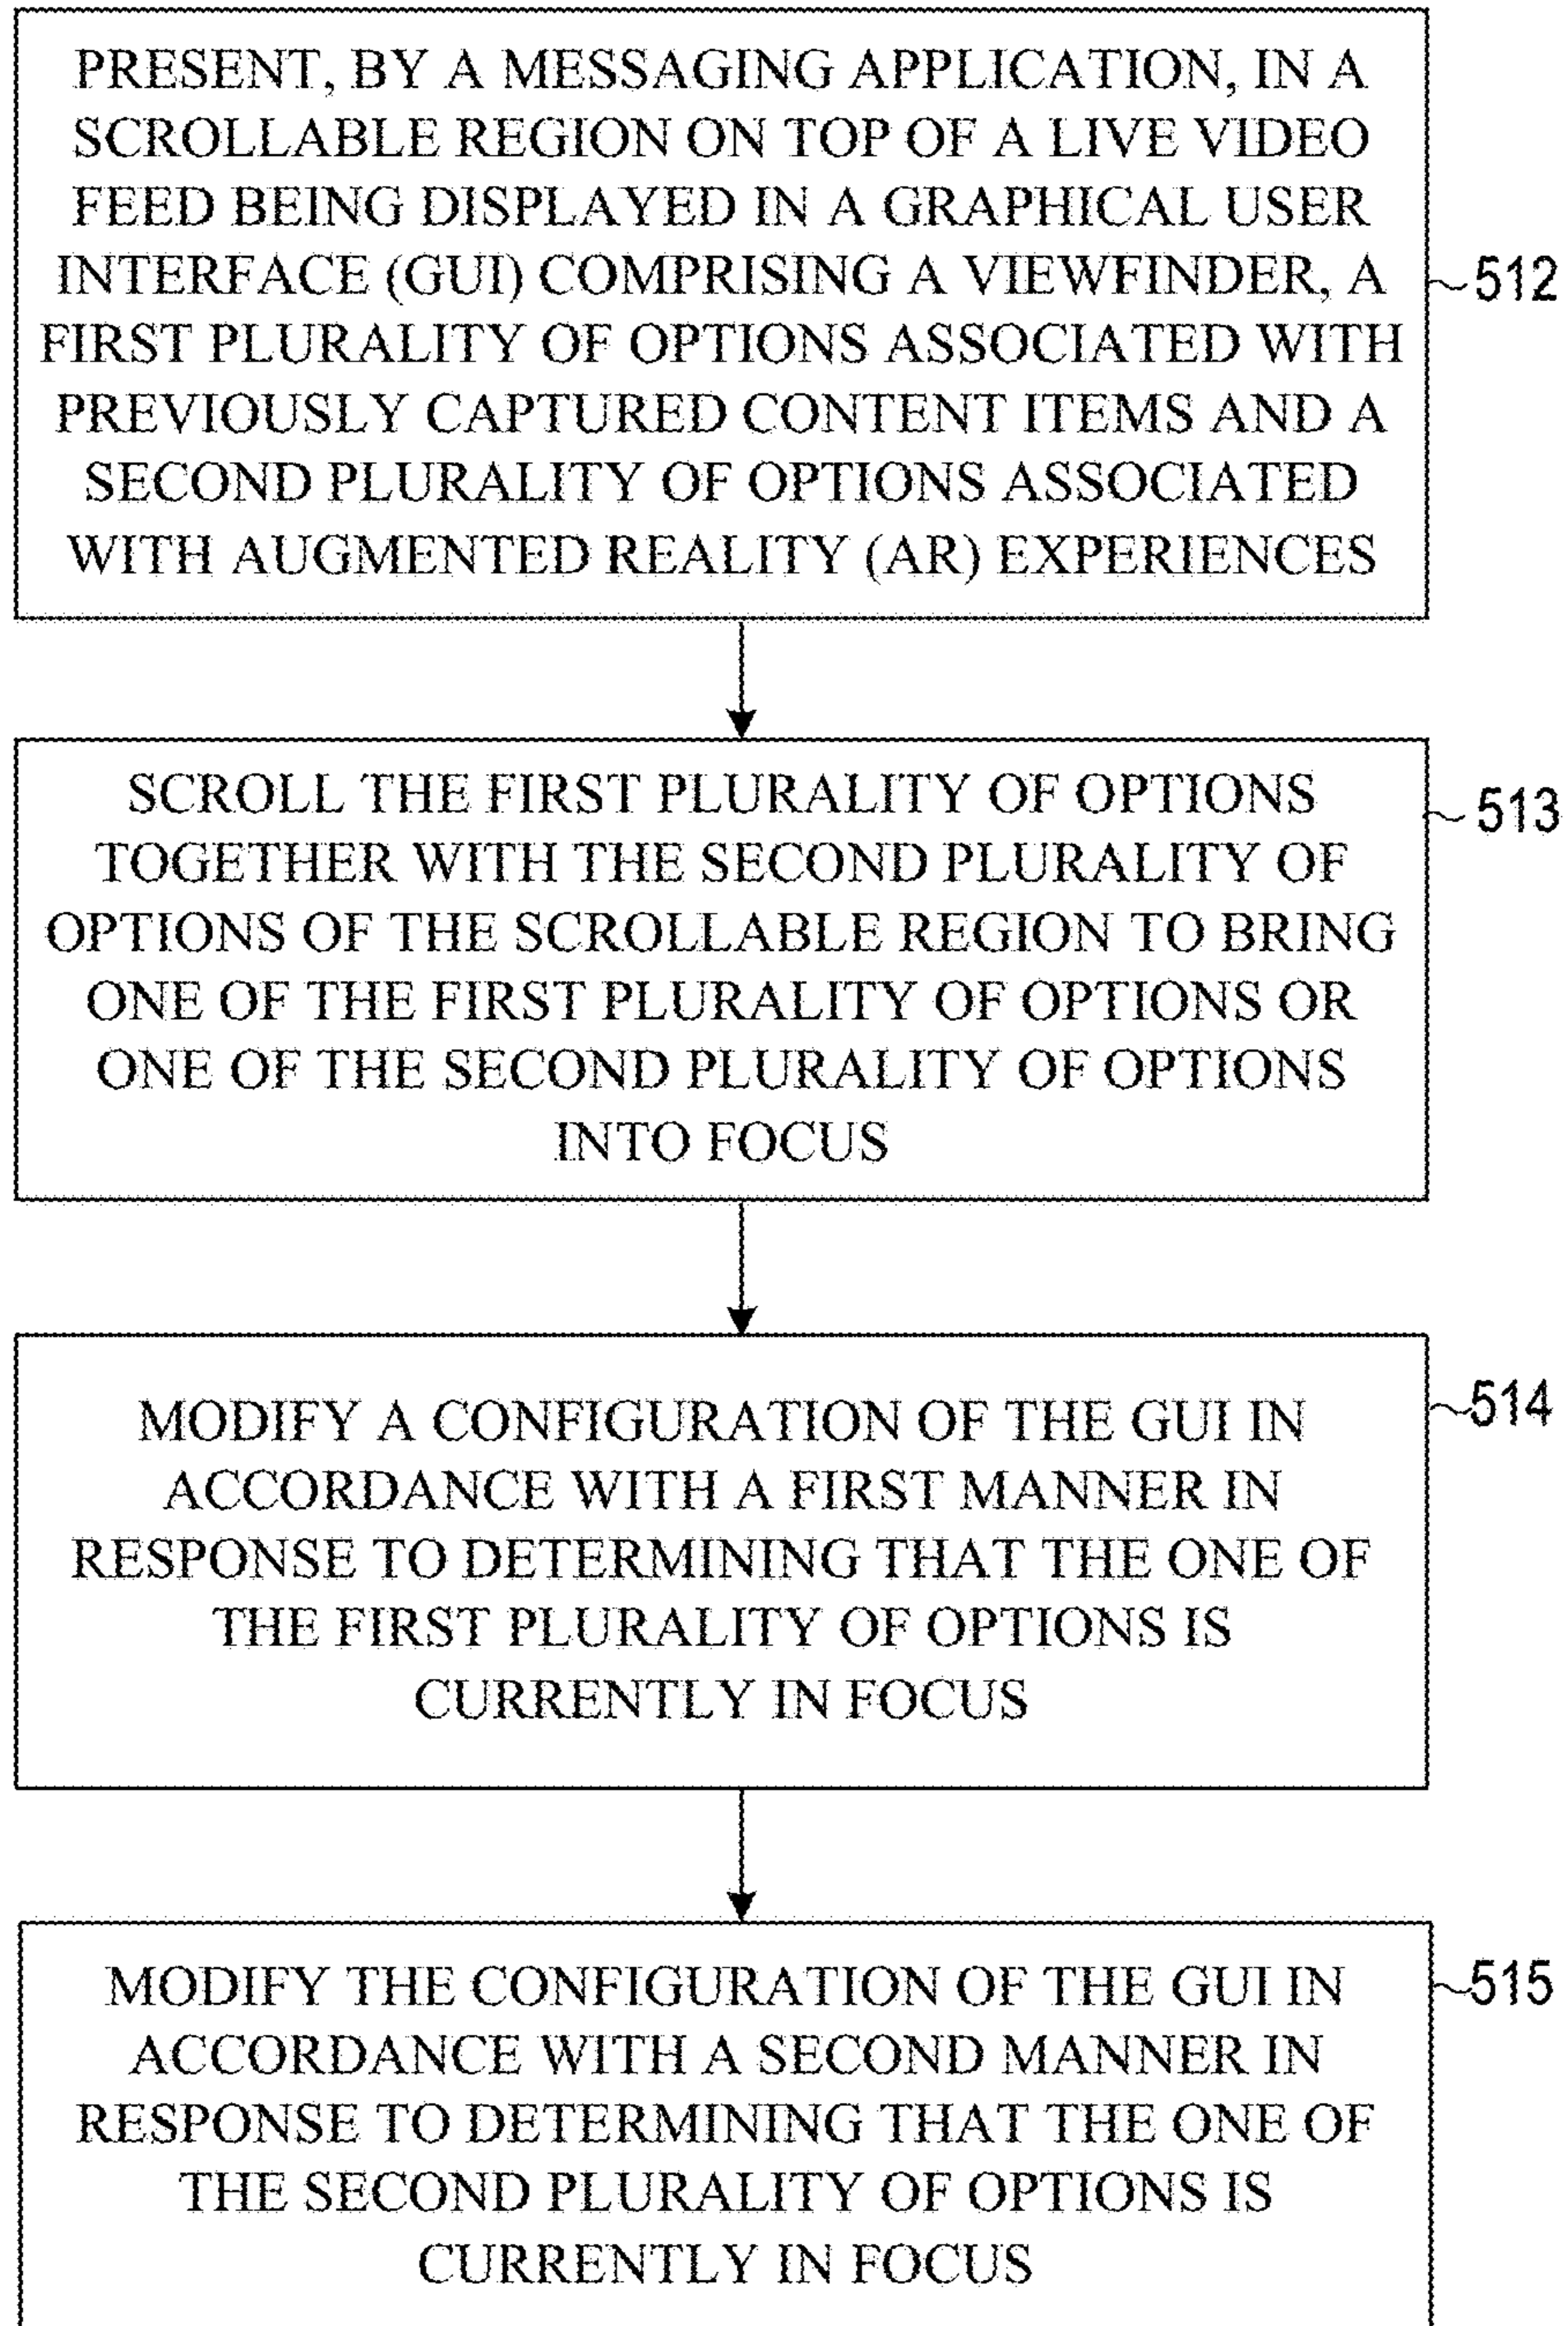 PRESENT, BY A MESSAGING APPLICATION, IN A
SCROLLABLE REGION ON TOP OF A LIVE VIDEO
FEED BEING DISPLAYED IN A GRAPHICAL USER
INTERFACE (GUI) COMPRISING A VIEWFINDER, A
FIRST PLURALITY OF OPTIONS ASSOCIATED WITH
PREVIOUSLY CAPTURED CONTENT ITEMS AND A
SECOND PLURALITY OF OPTIONS ASSOCIATED
WITH AUGMENTED REALITY (AR) EXPERIENCES
512
SCROLL THE FIRST PLURALITY OF OPTIONS
TOGETHER WITH THE SECOND PLURALITY OF
OPTIONS OF THE SCROLLABLE REGION TO BRING
ONE OF THE FIRST PLURALITY OF OPTIONS OR
ONE OF THE SECOND PLURALITY OF OPTIONS
INTO FOCUS
513
MODIFY A CONFIGURATION OF THE GUI IN
ACCORDANCE WITH A FIRST MANNER IN
RESPONSE TO DETERMINING THAT THE ONE OF
THE FIRST PLURALITY OF OPTIONS IS
CURRENTLY IN FOCUS
514
MODIFY THE CONFIGURATION OF THE GUI IN
ACCORDANCE WITH A SECOND MANNER IN
RESPONSE TO DETERMINING THAT THE ONE OF
THE SECOND PLURALITY OF OPTIONS IS
CURRENTLY IN FOCUS
515